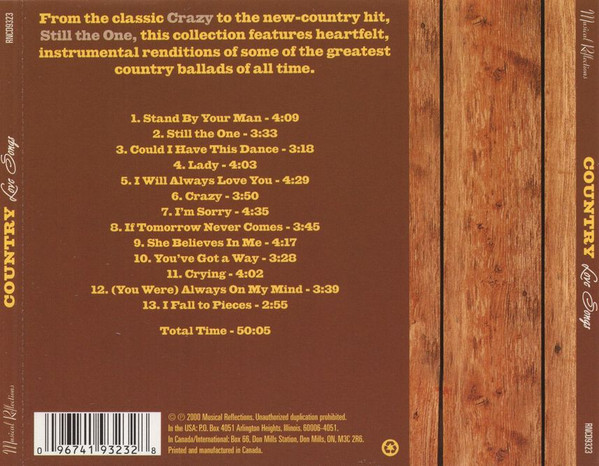 From the classic Crazy to the new-country hit,
Still the One, this collection features heartfelt,
instrumental renditions of some of the greatest
country ballads of all time.
1. Stand By Your Man - 4:09
2. Still the One - 3:33
3. Could I Have This Dance - 3:18
4. Lady - 4:03
5. I Will Always Love You - 4:29
6. Crazy - 3:50
7. I'm Sorry - 4:35
8. If Tomorrow Never Comes - 3:45
9. She Believes In Me - 4:17
10. You've Got a Way - 3:28
11. Crying - 4:02
12. (You Were) Always On My Mind - 3:39
13. I Fall to Pieces - 2:55
Total Time - 50:05
© ℗ 2000 Musical Reflections. Unauthorized duplication prohibited.
In the USA: P.O. Box 4051 Arlington Heights, Illinois. 60006-4051.
In Canada/International: Box 66, Don Mills Station, Don Mills, ON, M3C 2R6.
Printed and manufactured in Canada.
0 96741 93232 8
RNCD9323
COUNTRY Love Songs
Musical Reflections
Musical Reflections
COUNTRY Love Songs
RNCD9323